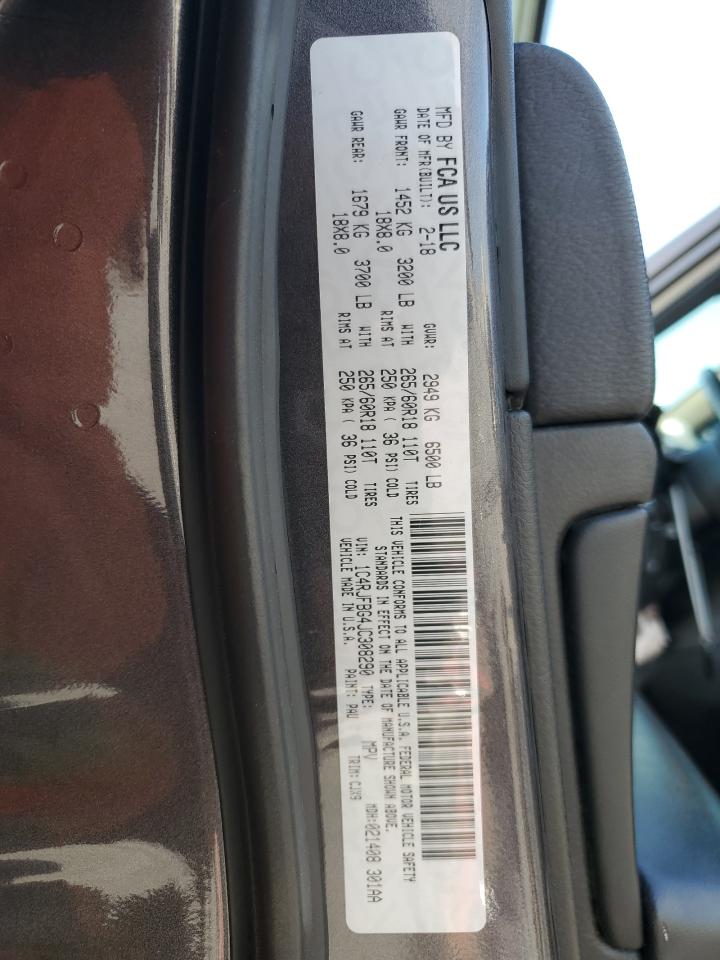 MFD BY FCA US LLC
DATE OF MFR(BUILT): 2-18 GVWR: 2949 KG 6500 LB
GAWR FRONT: 1452 KG 3200 LB WITH 265/60R18 110T TIRES
18X8.0 RIMS AT 250 KPA ( 36 PSI) COLD
GAWR REAR: 1679 KG 3700 LB WITH 265/60R18 110T TIRES
18X8.0 RIMS AT 250 KPA ( 36 PSI) COLD
THIS VEHICLE CONFORMS TO ALL APPLICABLE U.S.A. FEDERAL MOTOR VEHICLE SAFETY
STANDARDS IN EFFECT ON THE DATE OF MANUFACTURE SHOWN ABOVE.
VIN: 1C4RJFBG4JC308290 TYPE: MPV MDH:021408 301AA
VEHICLE MADE IN U.S.A. PAINT: PAU TRIM:CJX9